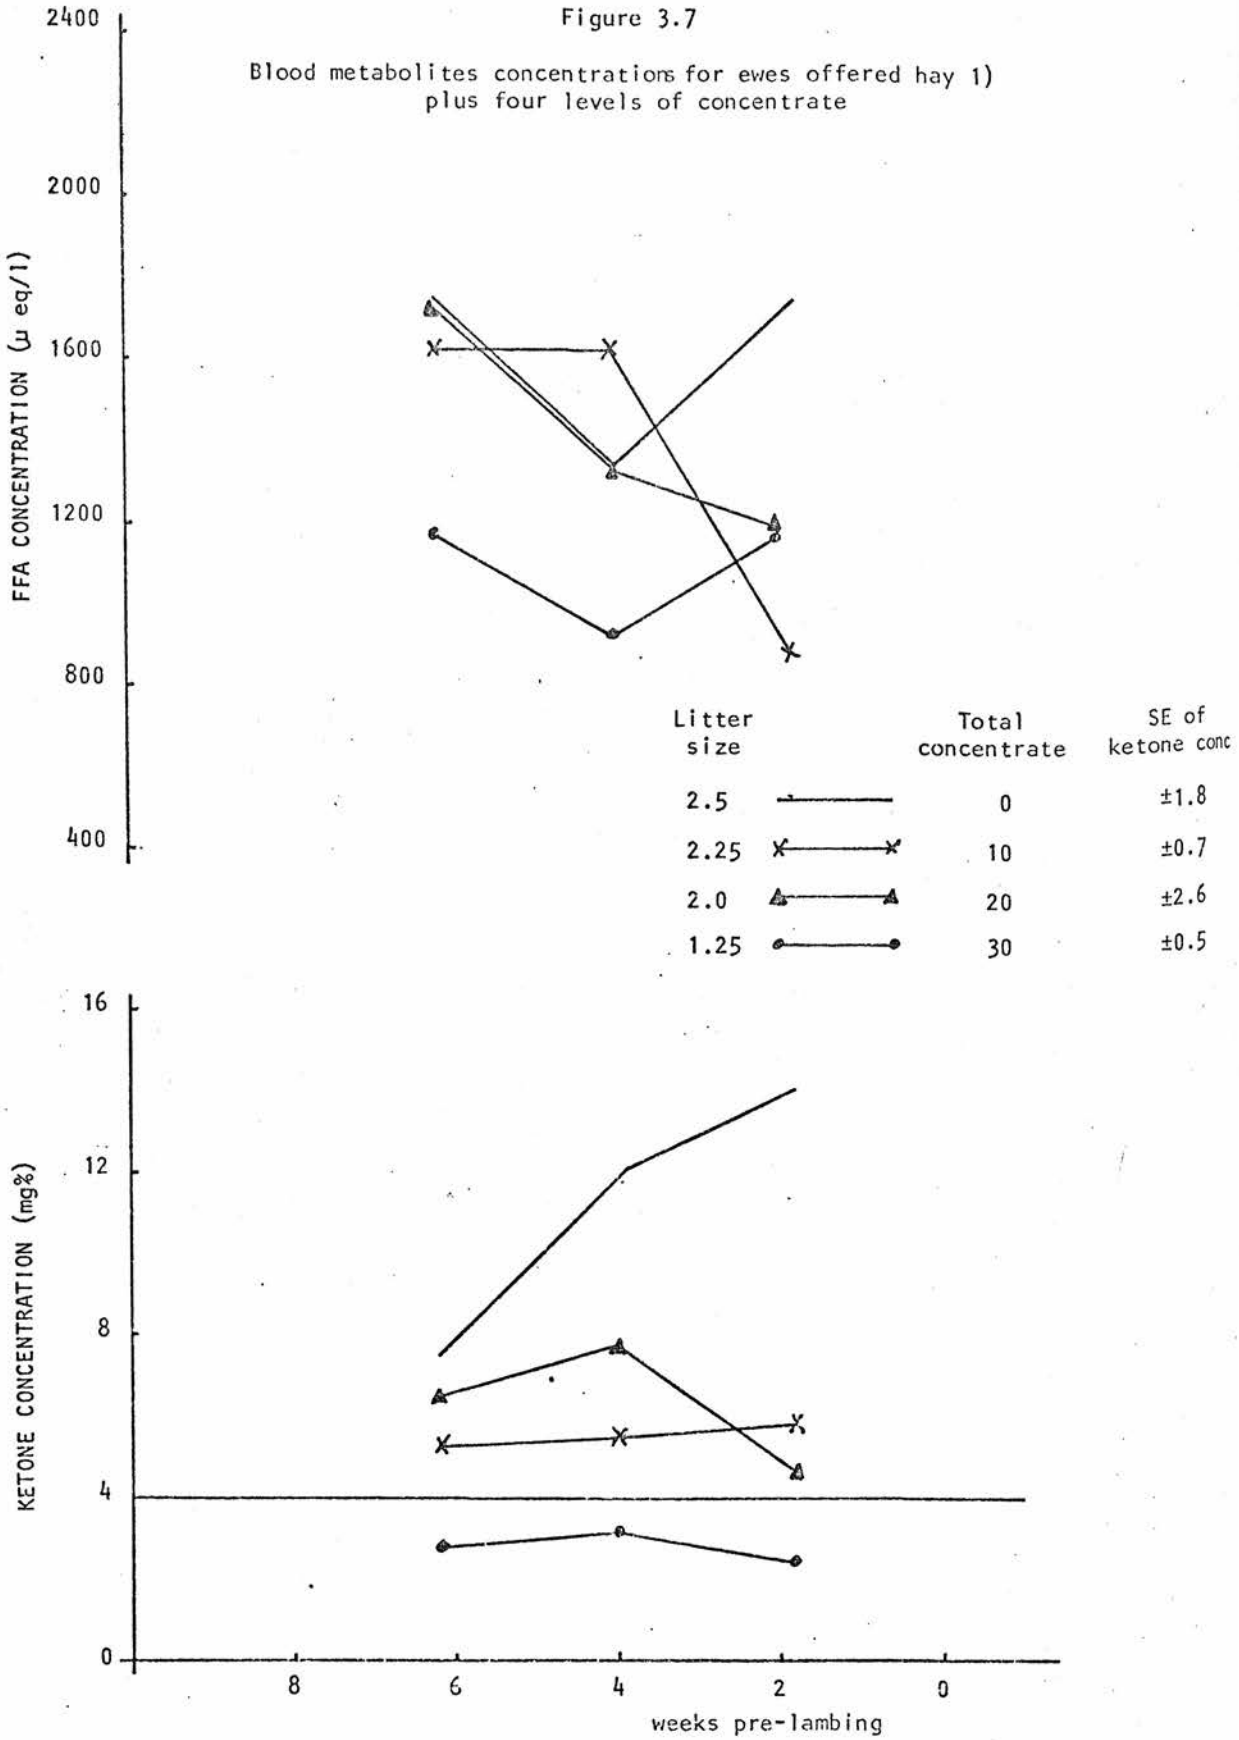 Figure 3.7
Blood metabolites concentrations for ewes offered hay 1)
plus four levels of concentrate
FFA CONCENTRATION (μ eq/l)
2400
2000
1600
1200
800
400
Litter size
Total concentrate
SE of ketone conc
2.5 0 ±1.8
2.25 10 ±0.7
2.0 20 ±2.6
1.25 30 ±0.5
KETONE CONCENTRATION (mg%)
16
12
8
4
0
8 6 4 2 0
weeks pre-lambing